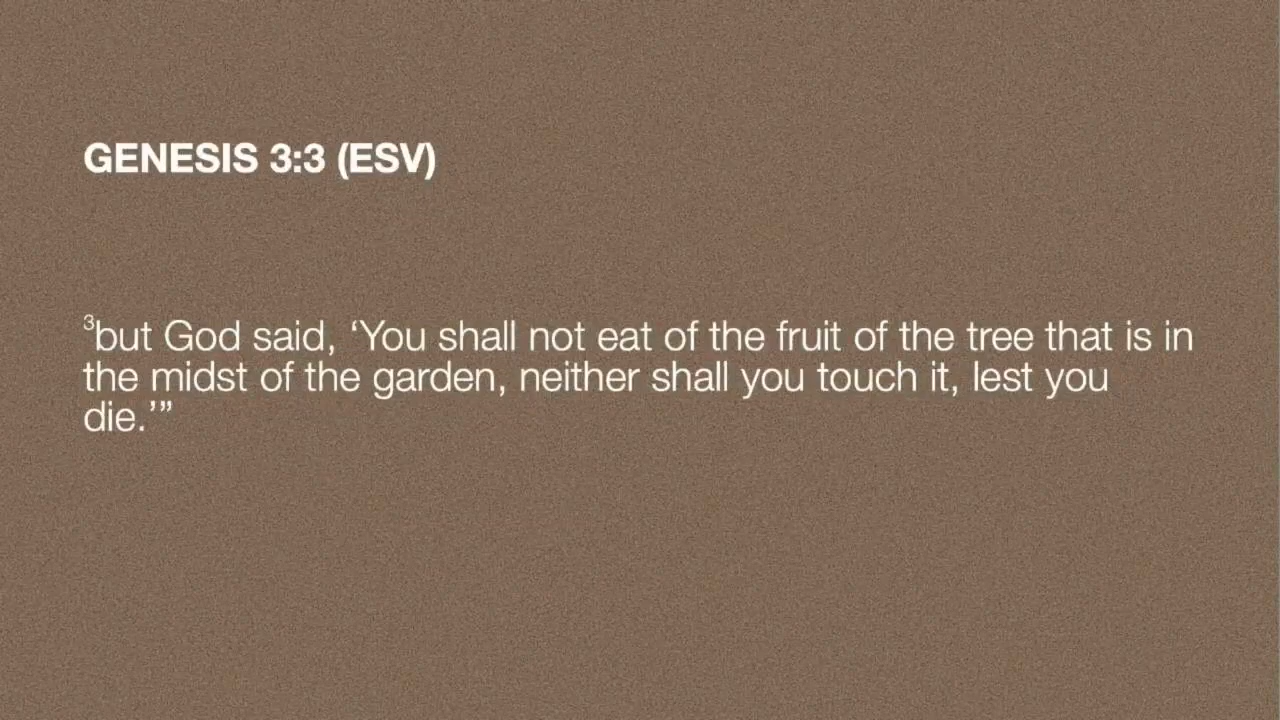 GENESIS 3:3 (ESV)
³but God said, ‘You shall not eat of the fruit of the tree that is in
the midst of the garden, neither shall you touch it, lest you
die.’”